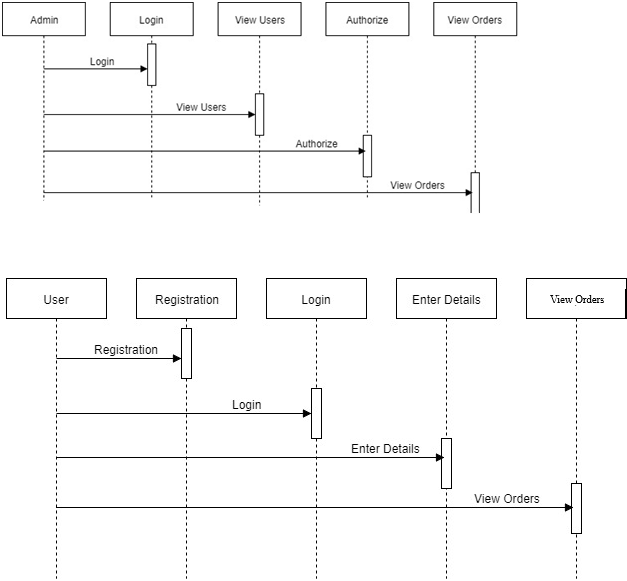 Admin Login View Users Authorize View Orders
Login
View Users
Authorize
View Orders
User Registration Login Enter Details View Orders
Registration
Login
Enter Details
View Orders